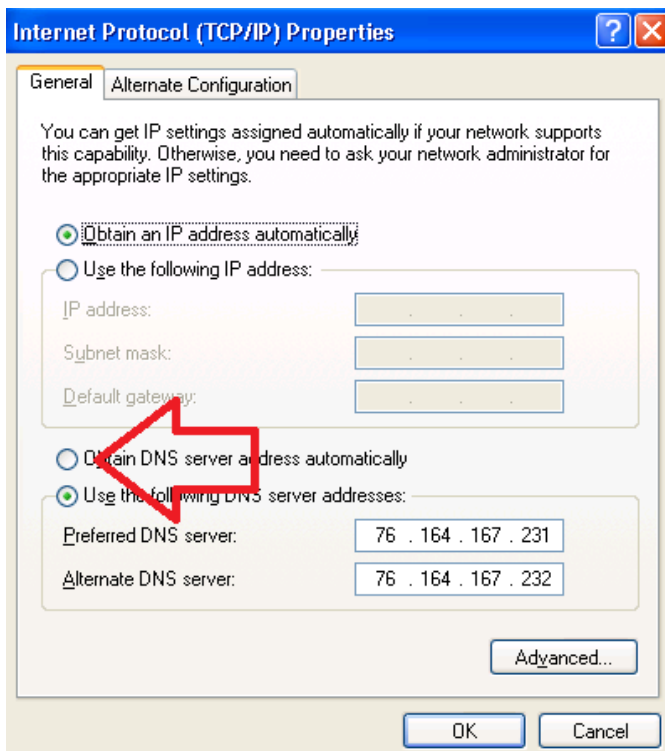 Internet Protocol (TCP/IP) Properties
General
Alternate Configuration
You can get IP settings assigned automatically if your network supports
this capability. Otherwise, you need to ask your network administrator for
the appropriate IP settings.
Obtain an IP address automatically
Use the following IP address:
IP address:
Subnet mask:
Default gateway:
Obtain DNS server address automatically
Use the following DNS server addresses:
Preferred DNS server: 76 . 164 . 167 . 231
Alternate DNS server: 76 . 164 . 167 . 232
Advanced...
OK Cancel